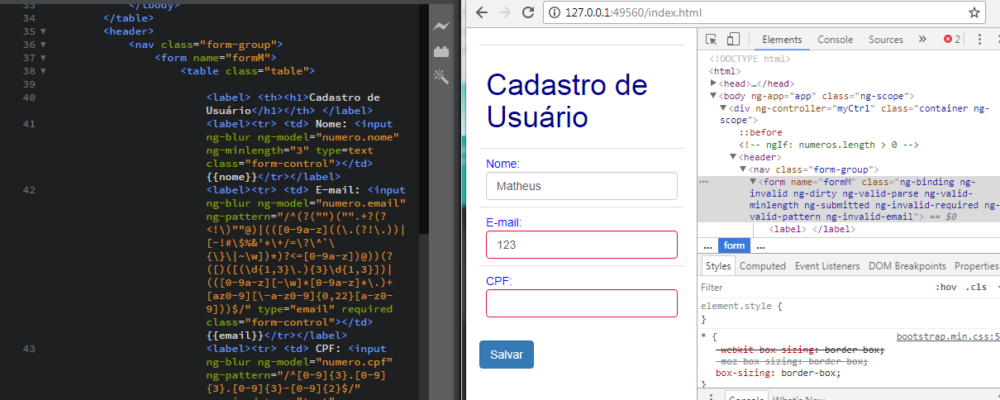 33 </tbody>
34 </table>
35 <header>
36 <nav class="form-group">
37 <form name="formM">
38 <table class="table">
39
40 <label> <th><h1>Cadastro de
Usuário</h1></th> </label>
41 <label><tr> <td> Nome: <input
ng-blur ng-model="numero.nome"
ng-minlength="3" type=text
class="form-control"></td>
{{nome}}</tr></label>
42 <label><tr> <td> E-mail: <input
ng-blur ng-model="numero.email"
ng-pattern="/^(?("")("".+?(?
<!\)""@)|(([0-9a-z]((\.(?!\.))|
[-!#\$%&'*\+/=\?\^`\
{\}\|~\w])*)?<=[0-9a-z])@))(?
([)([(\d{1,3}\.){3}\d{1,3}])|
(([0-9a-z][-\w]*[0-9a-z]*\.)+
[az0-9][\-a-z0-9]{0,22}[a-z0-
9]))$/" type="email" required
class="form-control"></td>
{{email}}</tr></label>
43 <label><tr> <td> CPF: <input
ng-blur ng-model="numero.cpf"
ng-pattern="/^[0-9]{3}.[0-9]
{3}.[0-9]{3}-[0-9]{2}$/"
127.0.0.1:49560/index.html
Cadastro de
Usuário
Nome:
Matheus
E-mail:
123
CPF:
Salvar
Elements Console Sources » 2
<!DOCTYPE html>
<html>
<head>…</head>
<body ng-app="app" class="ng-scope">
<div ng-controller="myCtrl" class="container ng-
scope">
::before
<!-- ngIf: numeros.length > 0 -->
<header>
<nav class="form-group">
... <form name="formM" class="ng-binding ng-
invalid ng-dirty ng-valid-parse ng-valid-
minlength ng-submitted ng-invalid-required ng-
valid-pattern ng-invalid-email"> == $0
<label> </label>
... form ...
Styles Computed Event Listeners DOM Breakpoints Properties
Filter :hov .cls
element.style {
}
* { bootstrap.min.css:5
-webkit-box-sizing: border-box;
-moz-box-sizing: border-box;
box-sizing: border-box;
}
Console What's New